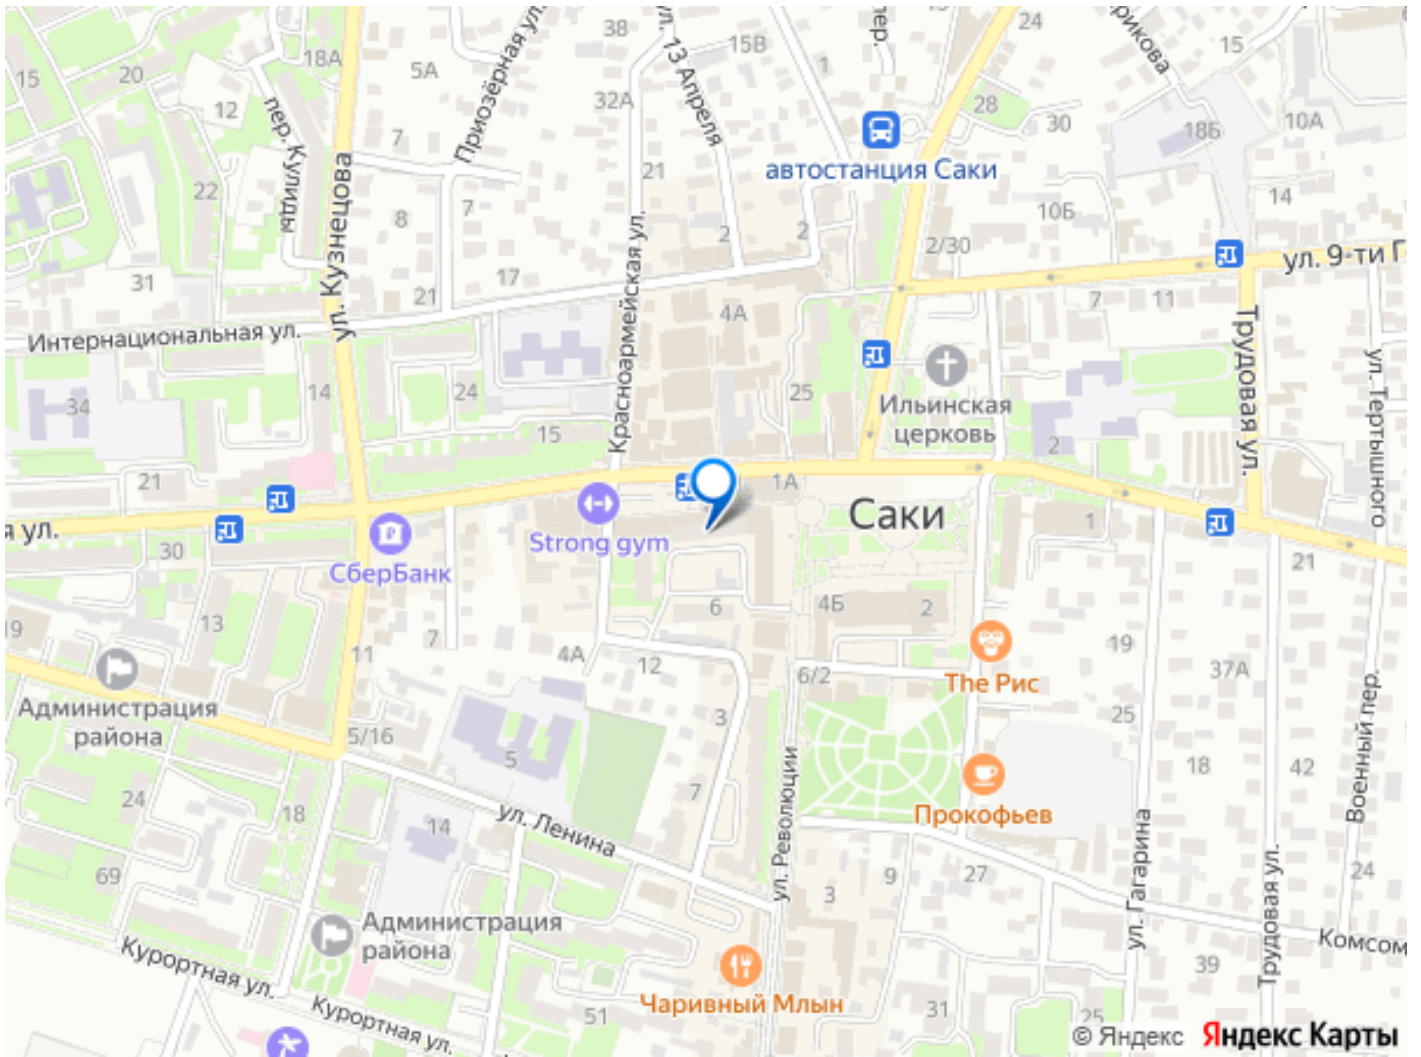 15
20
18А
12
пер. Кулицы
22
31
ул. Кузнецова
5А
7
8
7
17
21
Приозёрная ул.
38
32А
21
ул. 13 Апреля
15В
1
пер.
2
2
4А
24
28
30
автостанция Саки
10Б
2/30
15
18Б
10А
14
ул. 9-ти Г
Интернациональная ул.
34
14
24
15
Красноармейская ул.
25
Ильинская
церковь
7
11
2
Трудовая ул.
ул. Тертышного
21
я ул.
30
СберБанк
Strong gym
1А
Саки
1
21
19
13
11
7
4А
12
6
4Б
2
6/2
The Рис
19
37А
25
Администрация
района
5/16
5
3
7
18
42
Военный пер.
24
18
14
ул. Ленина
ул. Революции
Прокофьев
69
Администрация
района
3
9
27
ул. Гагарина
Трудовая ул.
24
Комсом
Курортная ул.
Курортная ул.
Чаривный Млын
51
31
25
39
© Яндекс Яндекс Карты